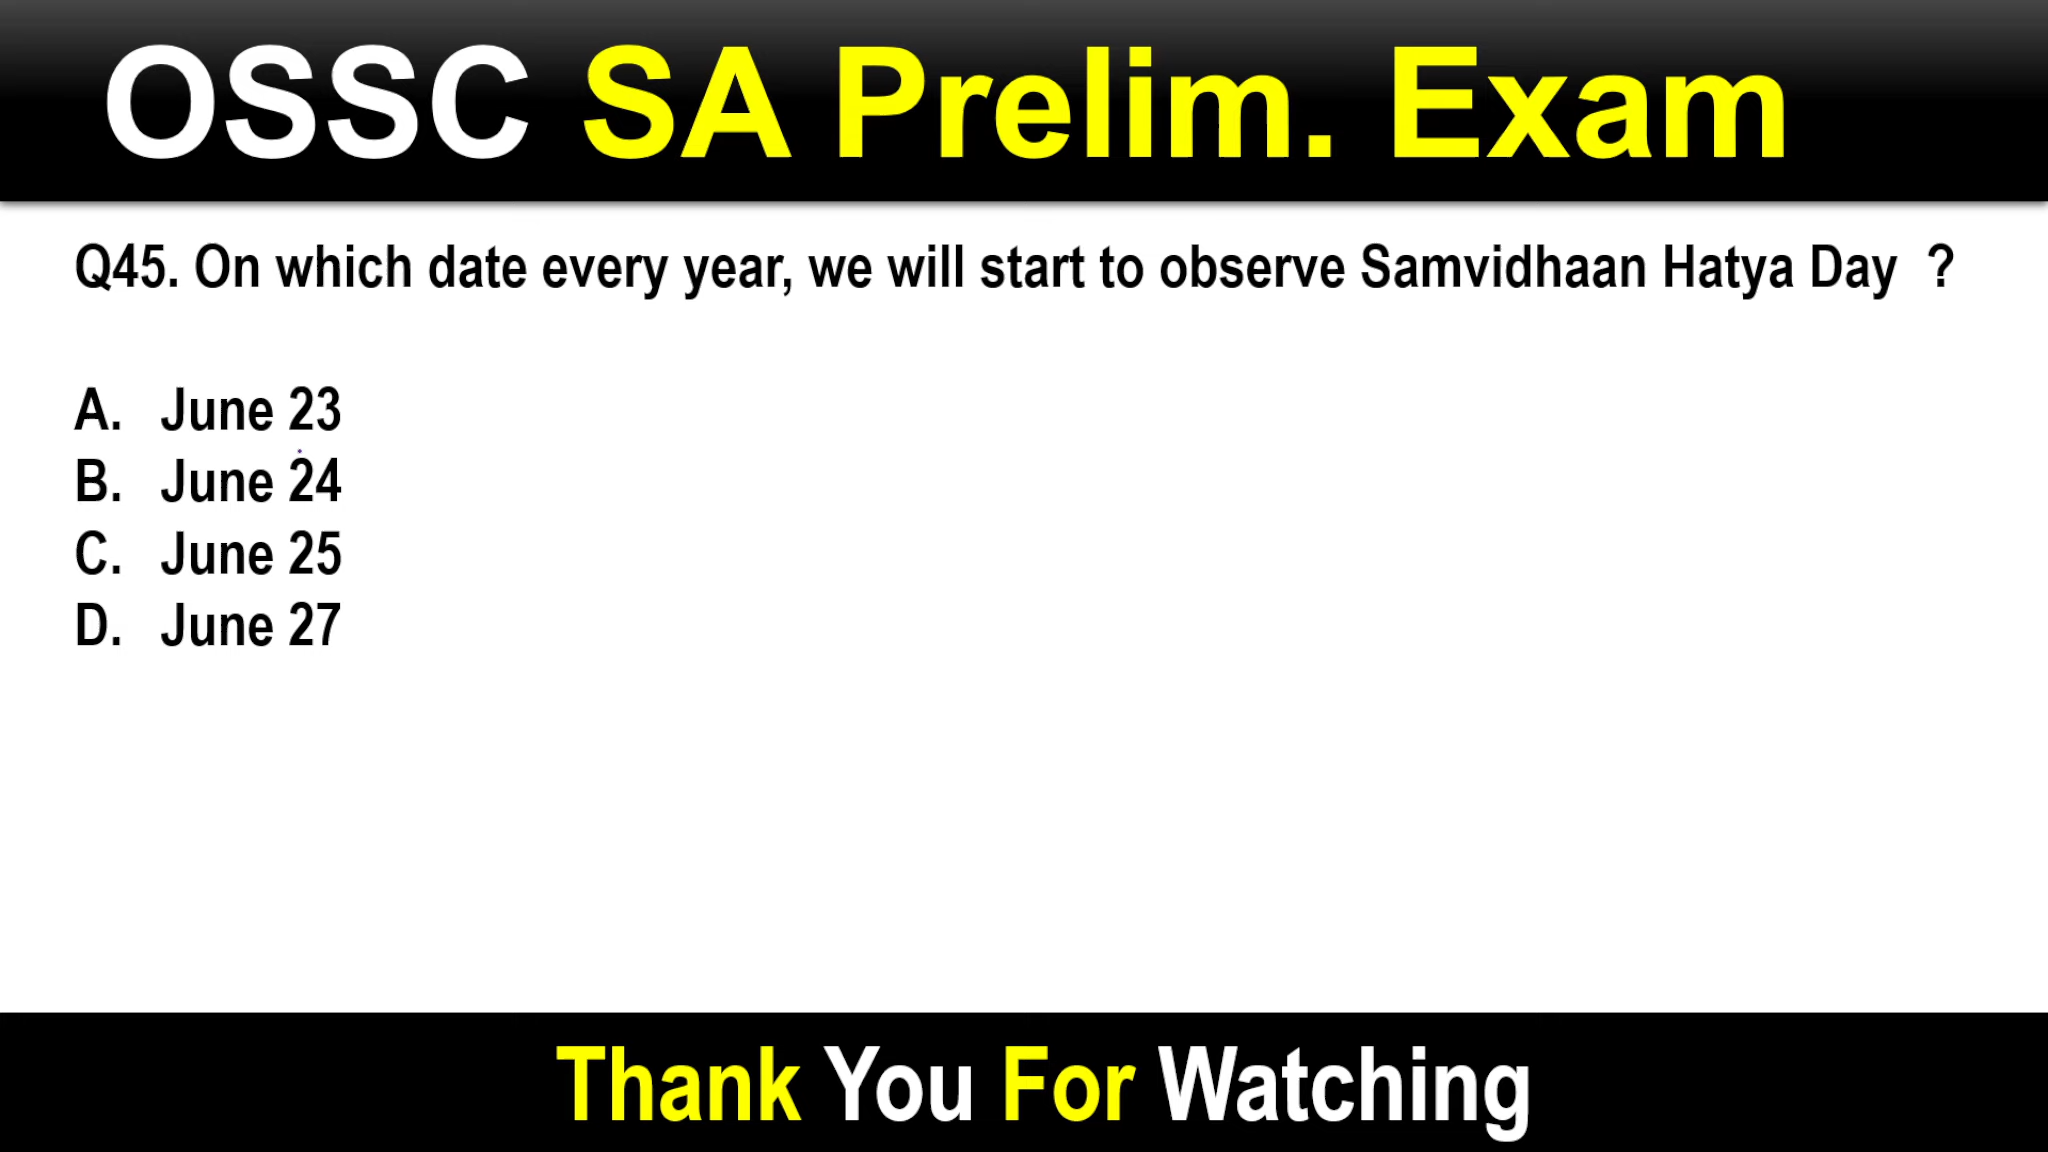 OSSC SA Prelim. Exam
Q45. On which date every year, we will start to observe Samvidhaan Hatya Day ?
A. June 23
B. June 24
C. June 25
D. June 27
Thank You For Watching